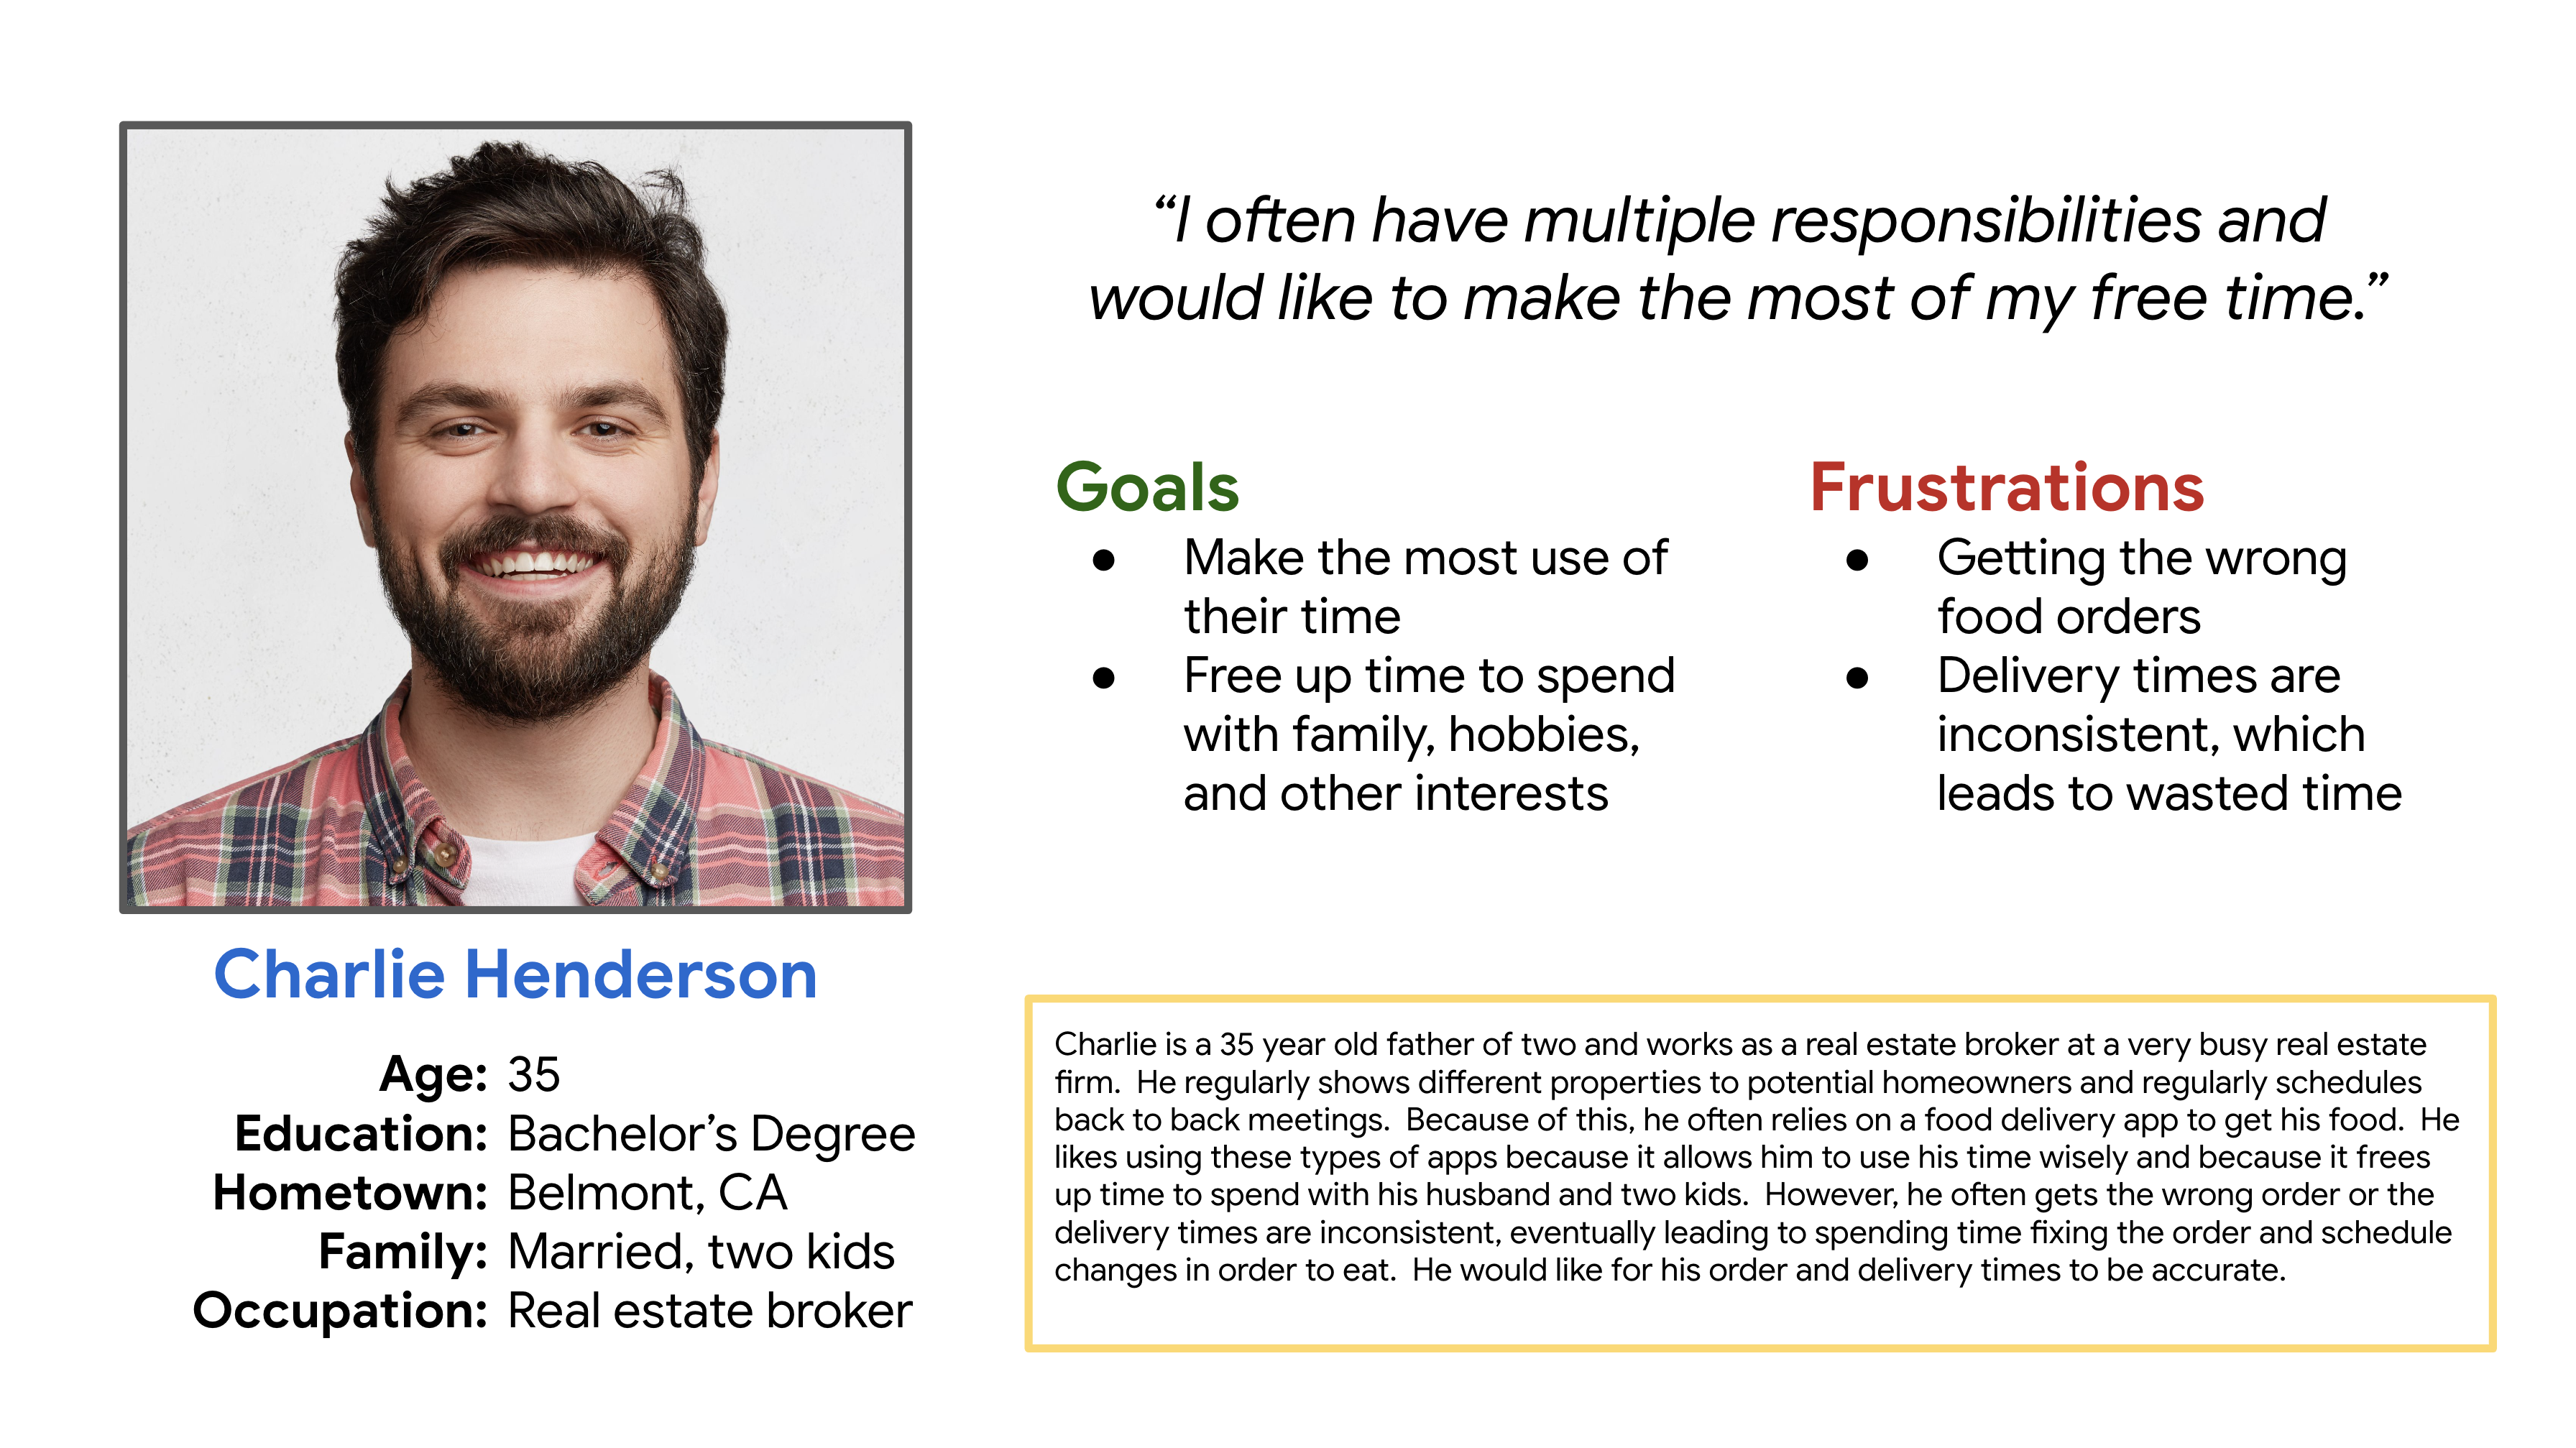 “I often have multiple responsibilities and
would like to make the most of my free time.”
Goals
● Make the most use of
their time
● Free up time to spend
with family, hobbies,
and other interests
Frustrations
● Getting the wrong
food orders
● Delivery times are
inconsistent, which
leads to wasted time
Charlie Henderson
Age: 35
Education: Bachelor’s Degree
Hometown: Belmont, CA
Family: Married, two kids
Occupation: Real estate broker
Charlie is a 35 year old father of two and works as a real estate broker at a very busy real estate
firm.  He regularly shows different properties to potential homeowners and regularly schedules
back to back meetings.  Because of this, he often relies on a food delivery app to get his food.  He
likes using these types of apps because it allows him to use his time wisely and because it frees
up time to spend with his husband and two kids.  However, he often gets the wrong order or the
delivery times are inconsistent, eventually leading to spending time fixing the order and schedule
changes in order to eat.  He would like for his order and delivery times to be accurate.